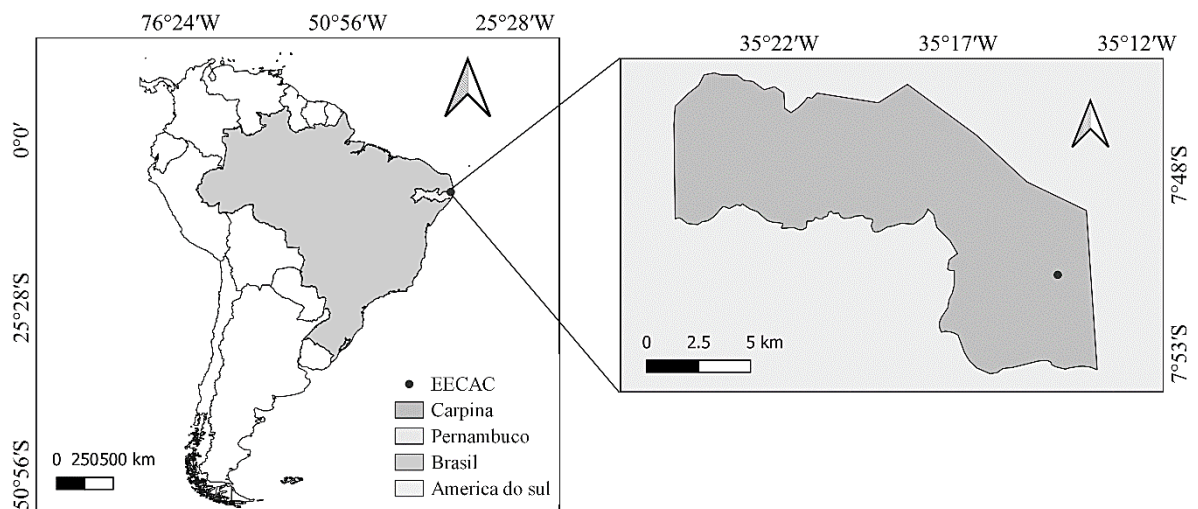 76°24'W 50°56'W 25°28'W
0°0'
25°28'S
50°56'S
EECAC
Carpina
Pernambuco
Brasil
America do sul
0 250500 km
35°22'W 35°17'W 35°12'W
7°48'S
7°53'S
0 2.5 5 km